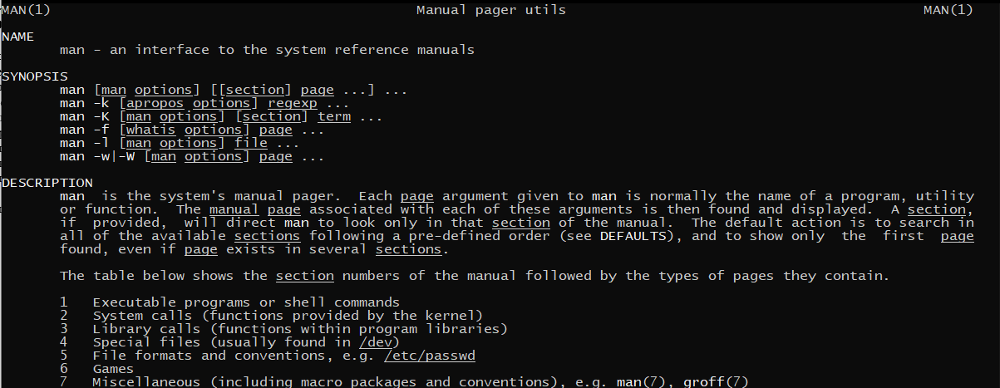 MAN(1) Manual pager utils MAN(1)
NAME
man - an interface to the system reference manuals
SYNOPSIS
man [man options] [[section] page ...] ...
man -k [apropos options] regexp ...
man -K [man options] [section] term ...
man -f [whatis options] page ...
man -l [man options] file ...
man -w|-W [man options] page ...
DESCRIPTION
man is the system's manual pager. Each page argument given to man is normally the name of a program, utility
or function. The manual page associated with each of these arguments is then found and displayed. A section,
if provided, will direct man to look only in that section of the manual. The default action is to search in
all of the available sections following a pre-defined order (see DEFAULTS), and to show only the first page
found, even if page exists in several sections.
The table below shows the section numbers of the manual followed by the types of pages they contain.
1 Executable programs or shell commands
2 System calls (functions provided by the kernel)
3 Library calls (functions within program libraries)
4 Special files (usually found in /dev)
5 File formats and conventions, e.g. /etc/passwd
6 Games
7 Miscellaneous (including macro packages and conventions), e.g. man(7), groff(7)